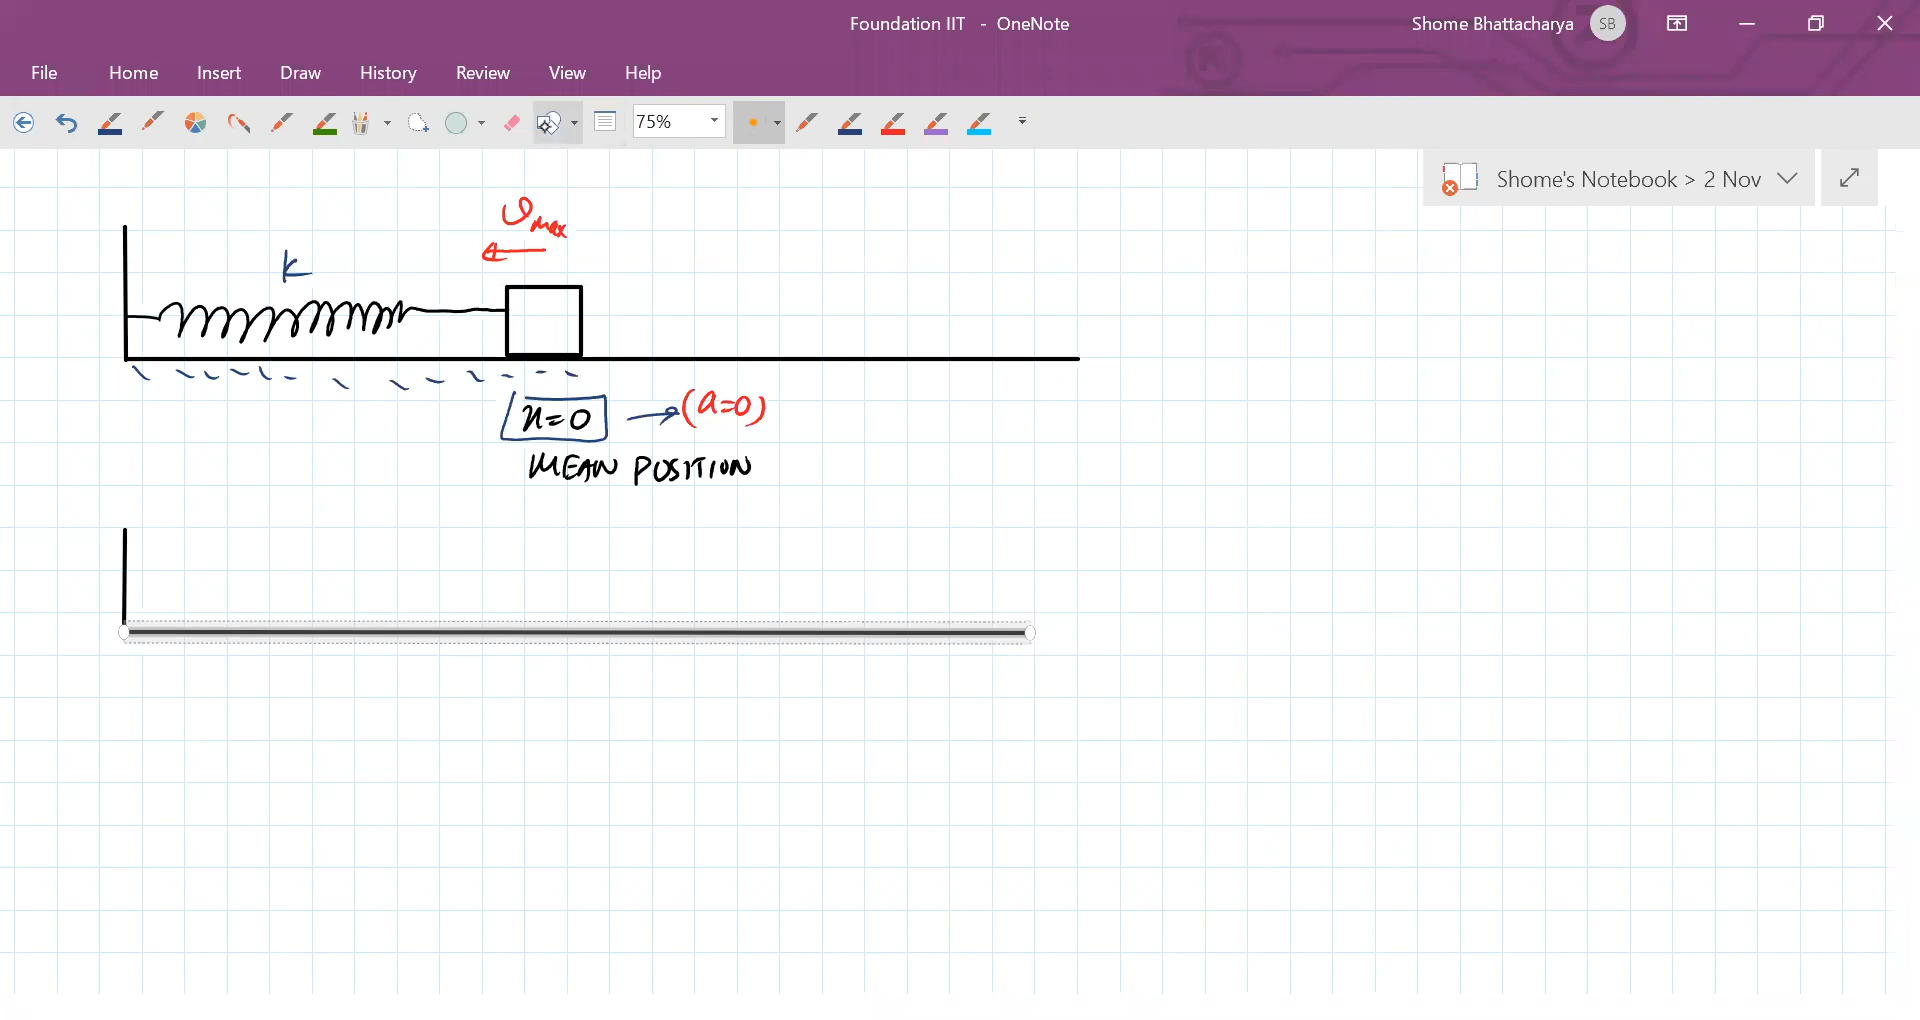 Foundation IIT - OneNote
Shome Bhattacharya SB
File Home Insert Draw History Review View Help
75%
Shome's Notebook > 2 Nov
vmax
K
x=0 → (a=0)
MEAN POSITION